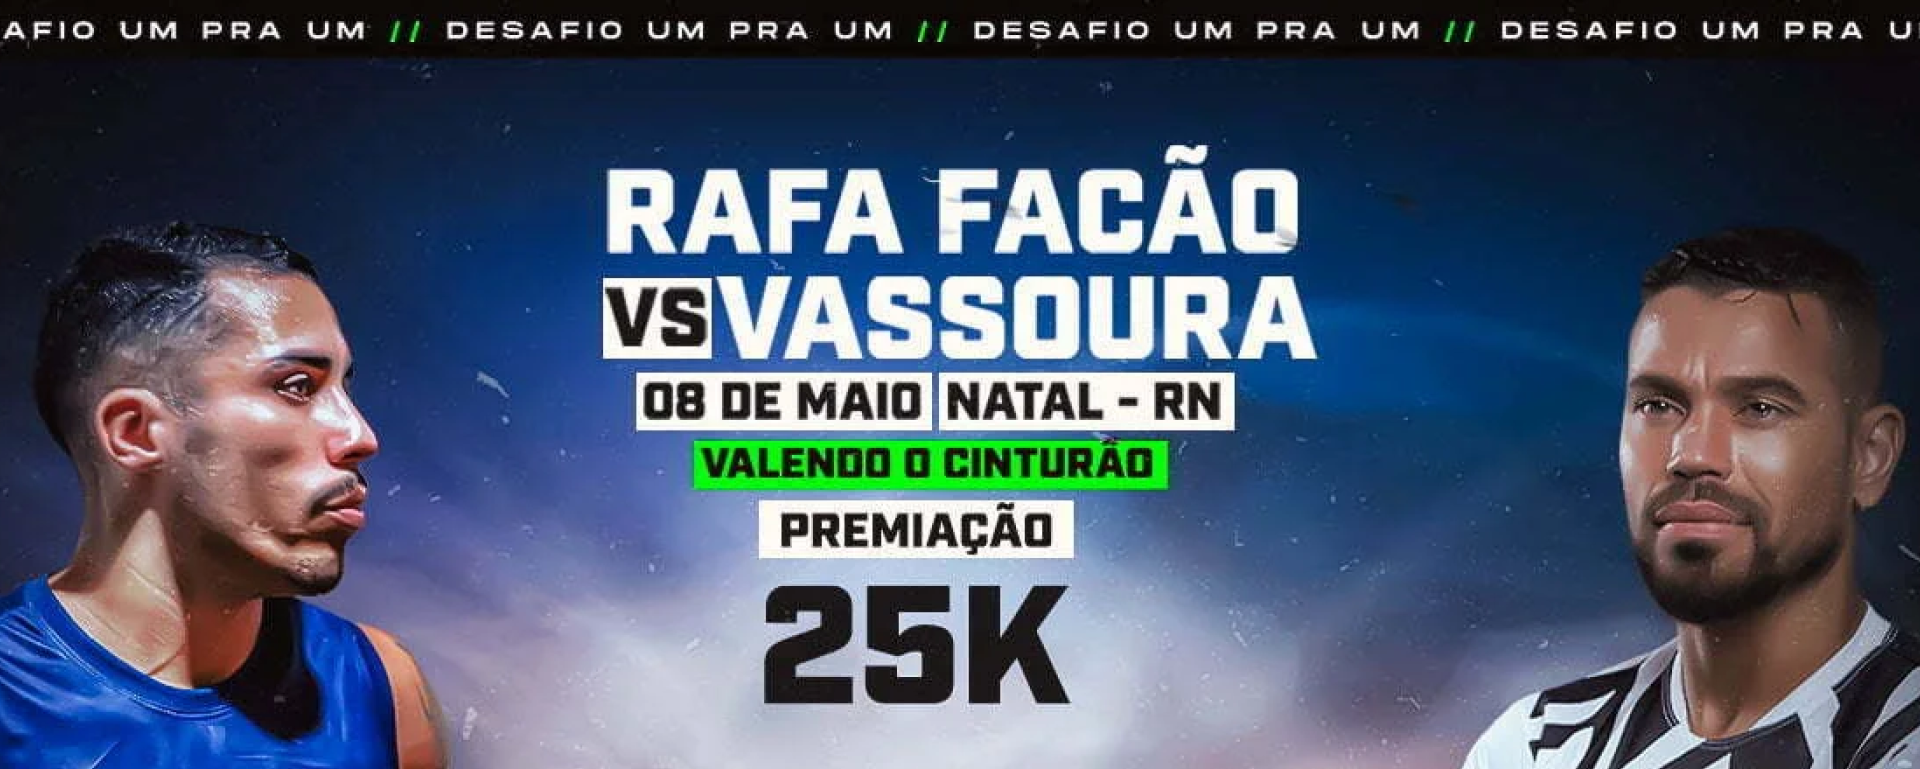 AFIO UM PRA UM // DESAFIO UM PRA UM // DESAFIO UM PRA UM // DESAFIO UM PRA U
RAFA FACÃO
VS VASSOURA
08 DE MAIO NATAL - RN
VALENDO O CINTURÃO
PREMIAÇÃO
25K